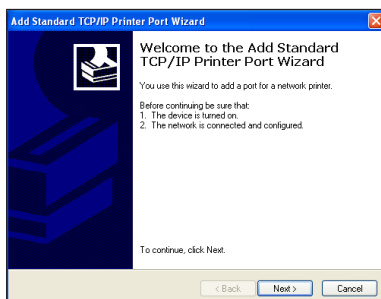 Add Standard TCP/IP Printer Port Wizard
Welcome to the Add Standard
TCP/IP Printer Port Wizard
You use this wizard to add a port for a network printer.
Before continuing be sure that:
1. The device is turned on.
2. The network is connected and configured.
To continue, click Next.
< Back Next > Cancel